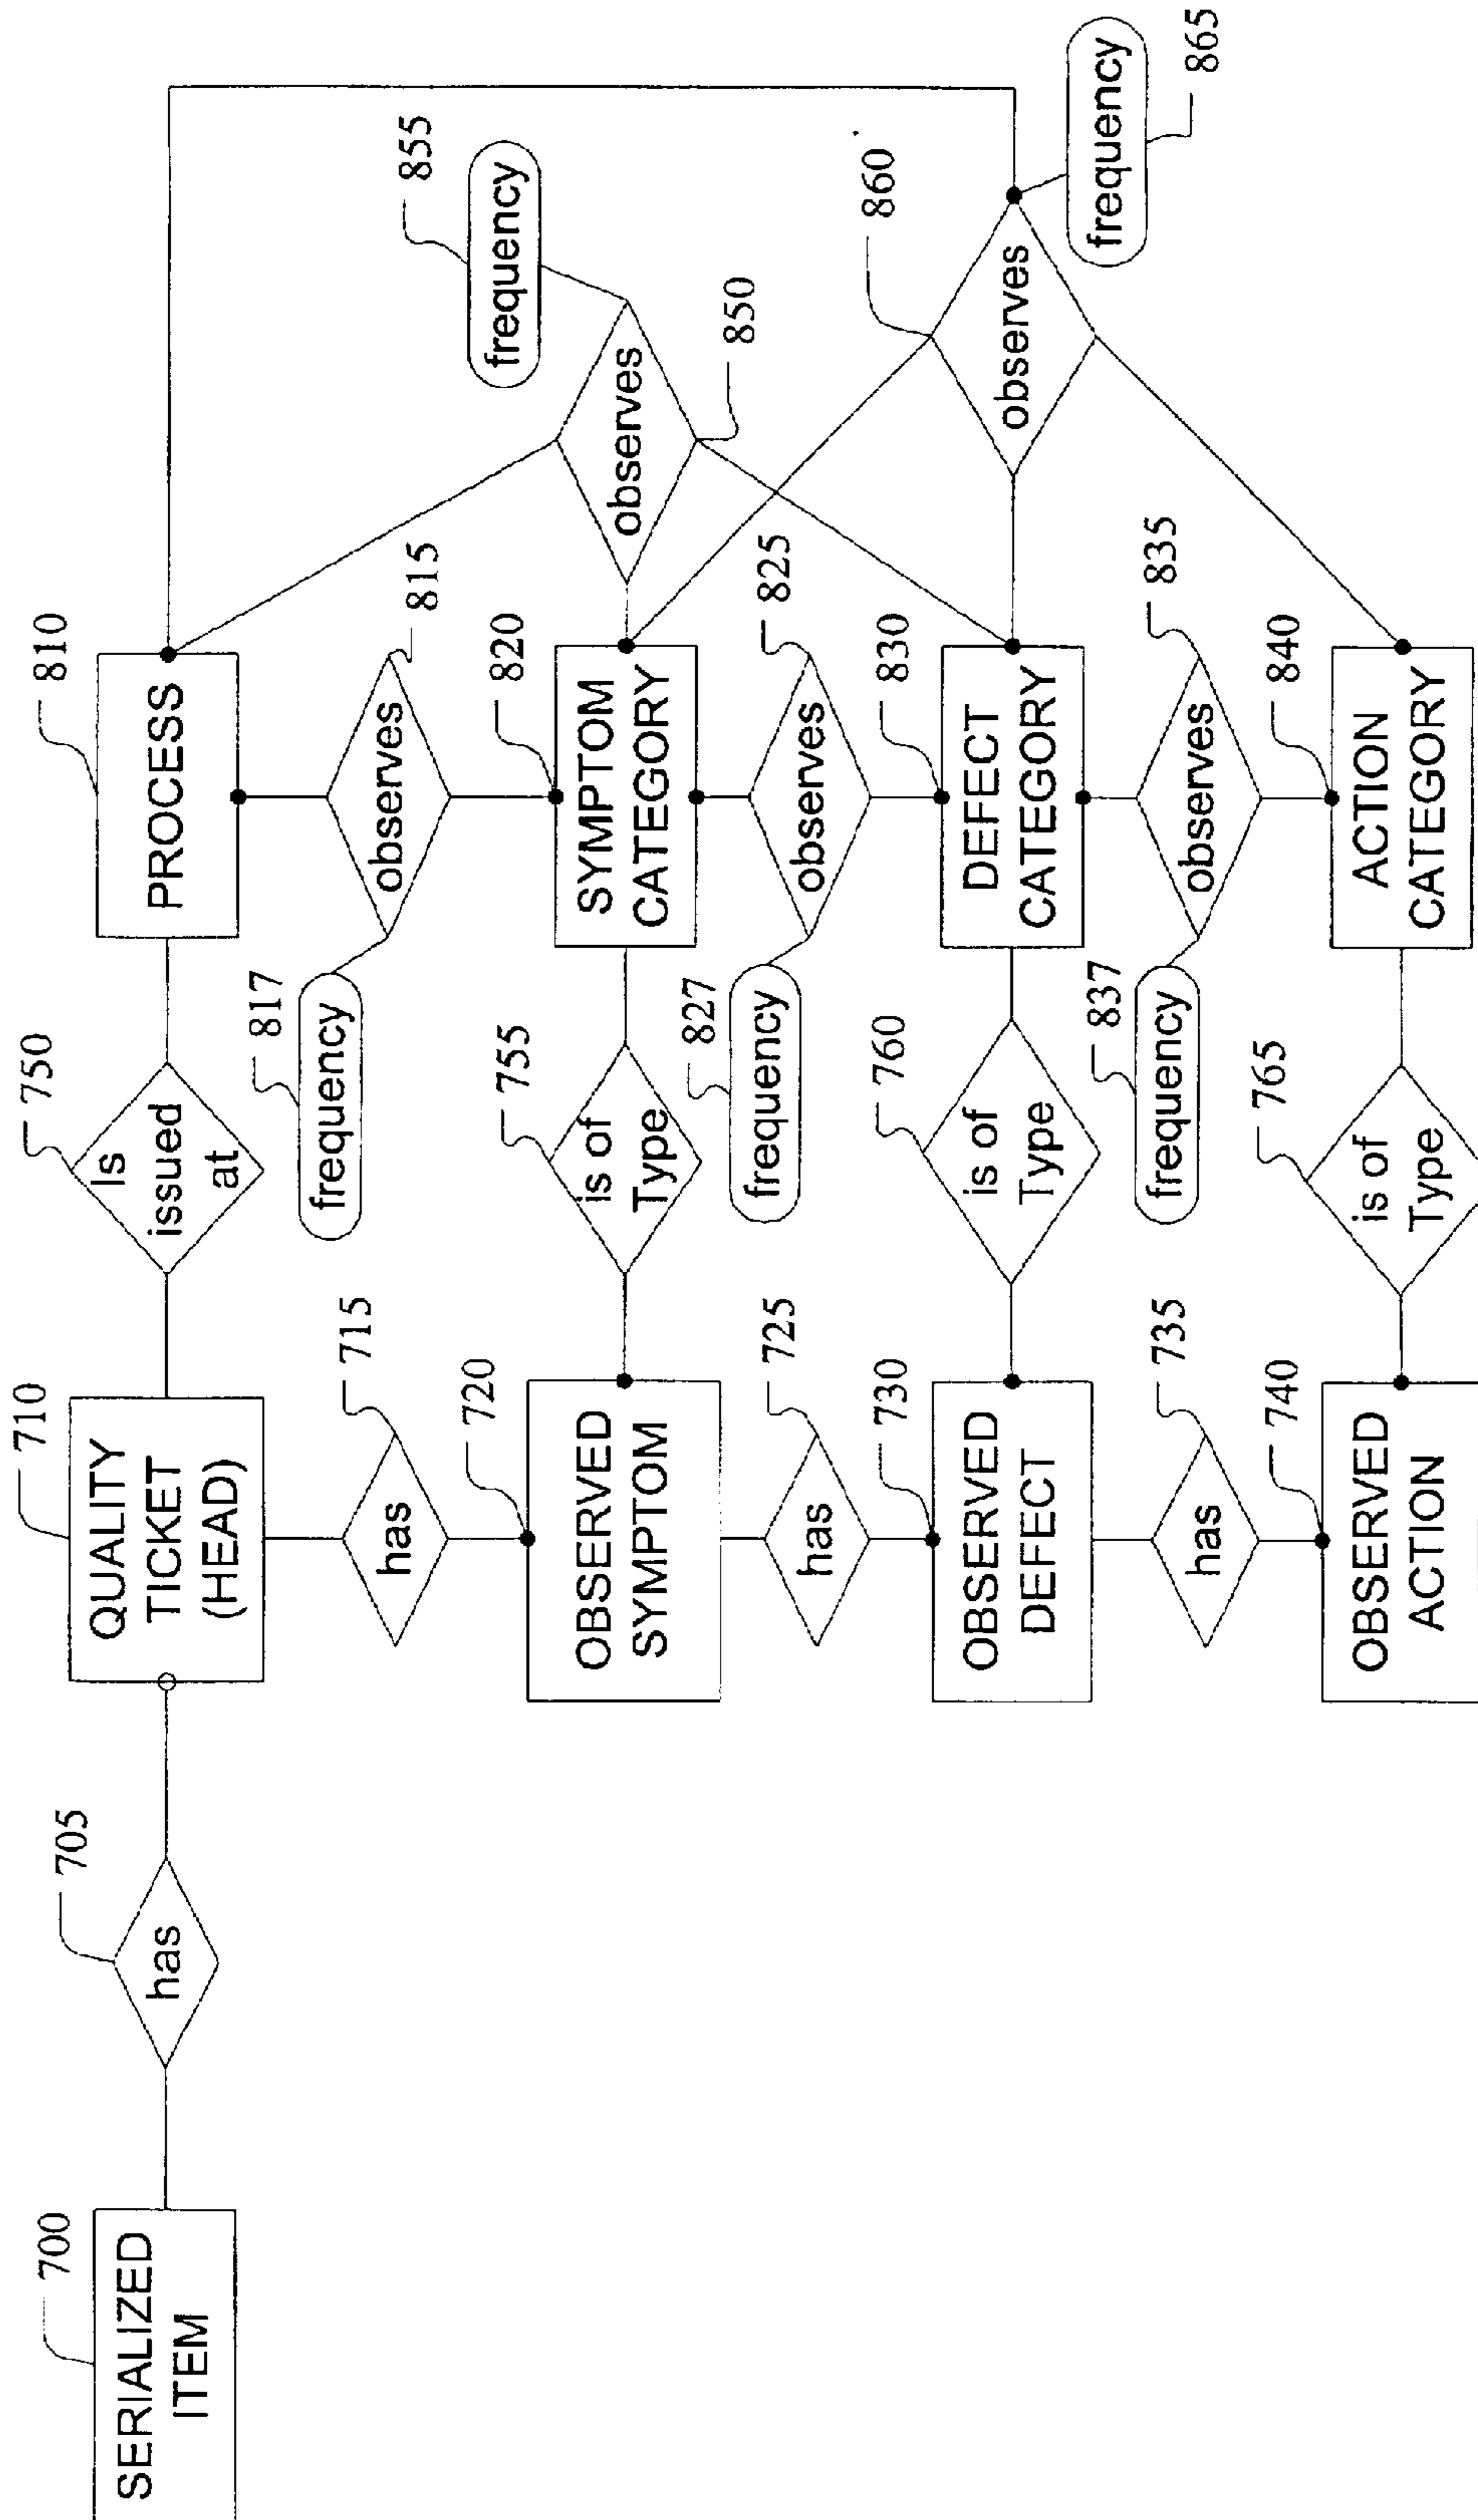 700
SERIALIZED
ITEM
705
has
710
QUALITY
TICKET
(HEAD)
750
Is
issued
at
810
PROCESS
715
has
817
frequency
815
observes
855
frequency
720
OBSERVED
SYMPTOM
755
is of
Type
820
SYMPTOM
CATEGORY
observes
850
725
has
827
frequency
825
observes
860
730
OBSERVED
DEFECT
760
is of
Type
830
DEFECT
CATEGORY
observes
frequency
865
735
has
837
frequency
835
observes
740
OBSERVED
ACTION
765
is of
Type
840
ACTION
CATEGORY